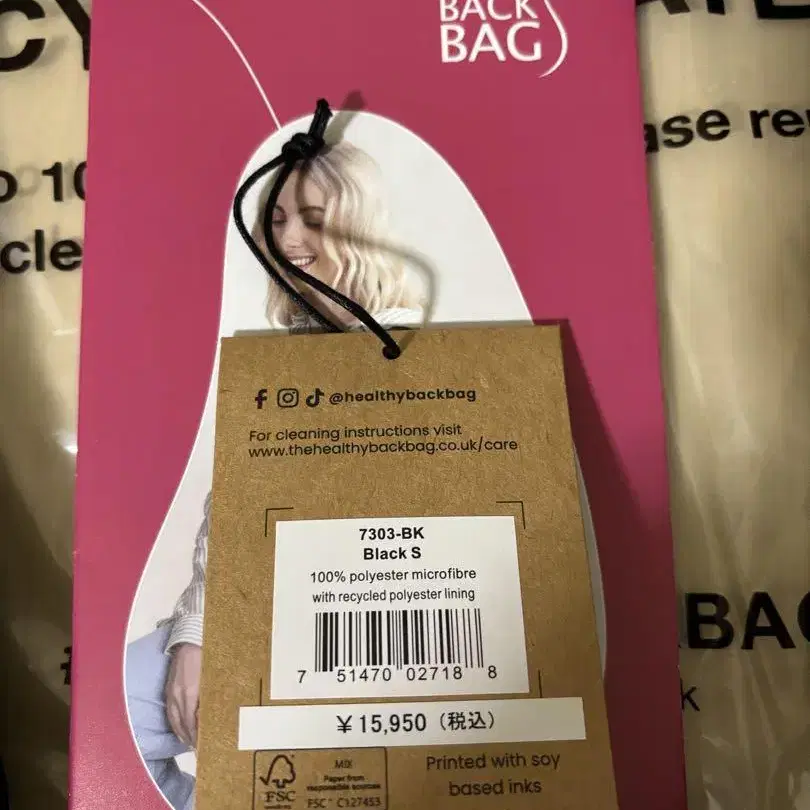 BACK
BAG
ase re
cle
@healthybackbag
For cleaning instructions visit
www.thehealthybackbag.co.uk/care
7303-BK
Black S
100% polyester microfibre
with recycled polyester lining
7 51470 02718 8
￥15,950（税込）
FSC
MIX
Paper from
responsible sources
FSC® C127453
Printed with soy
based inks
BAG
k